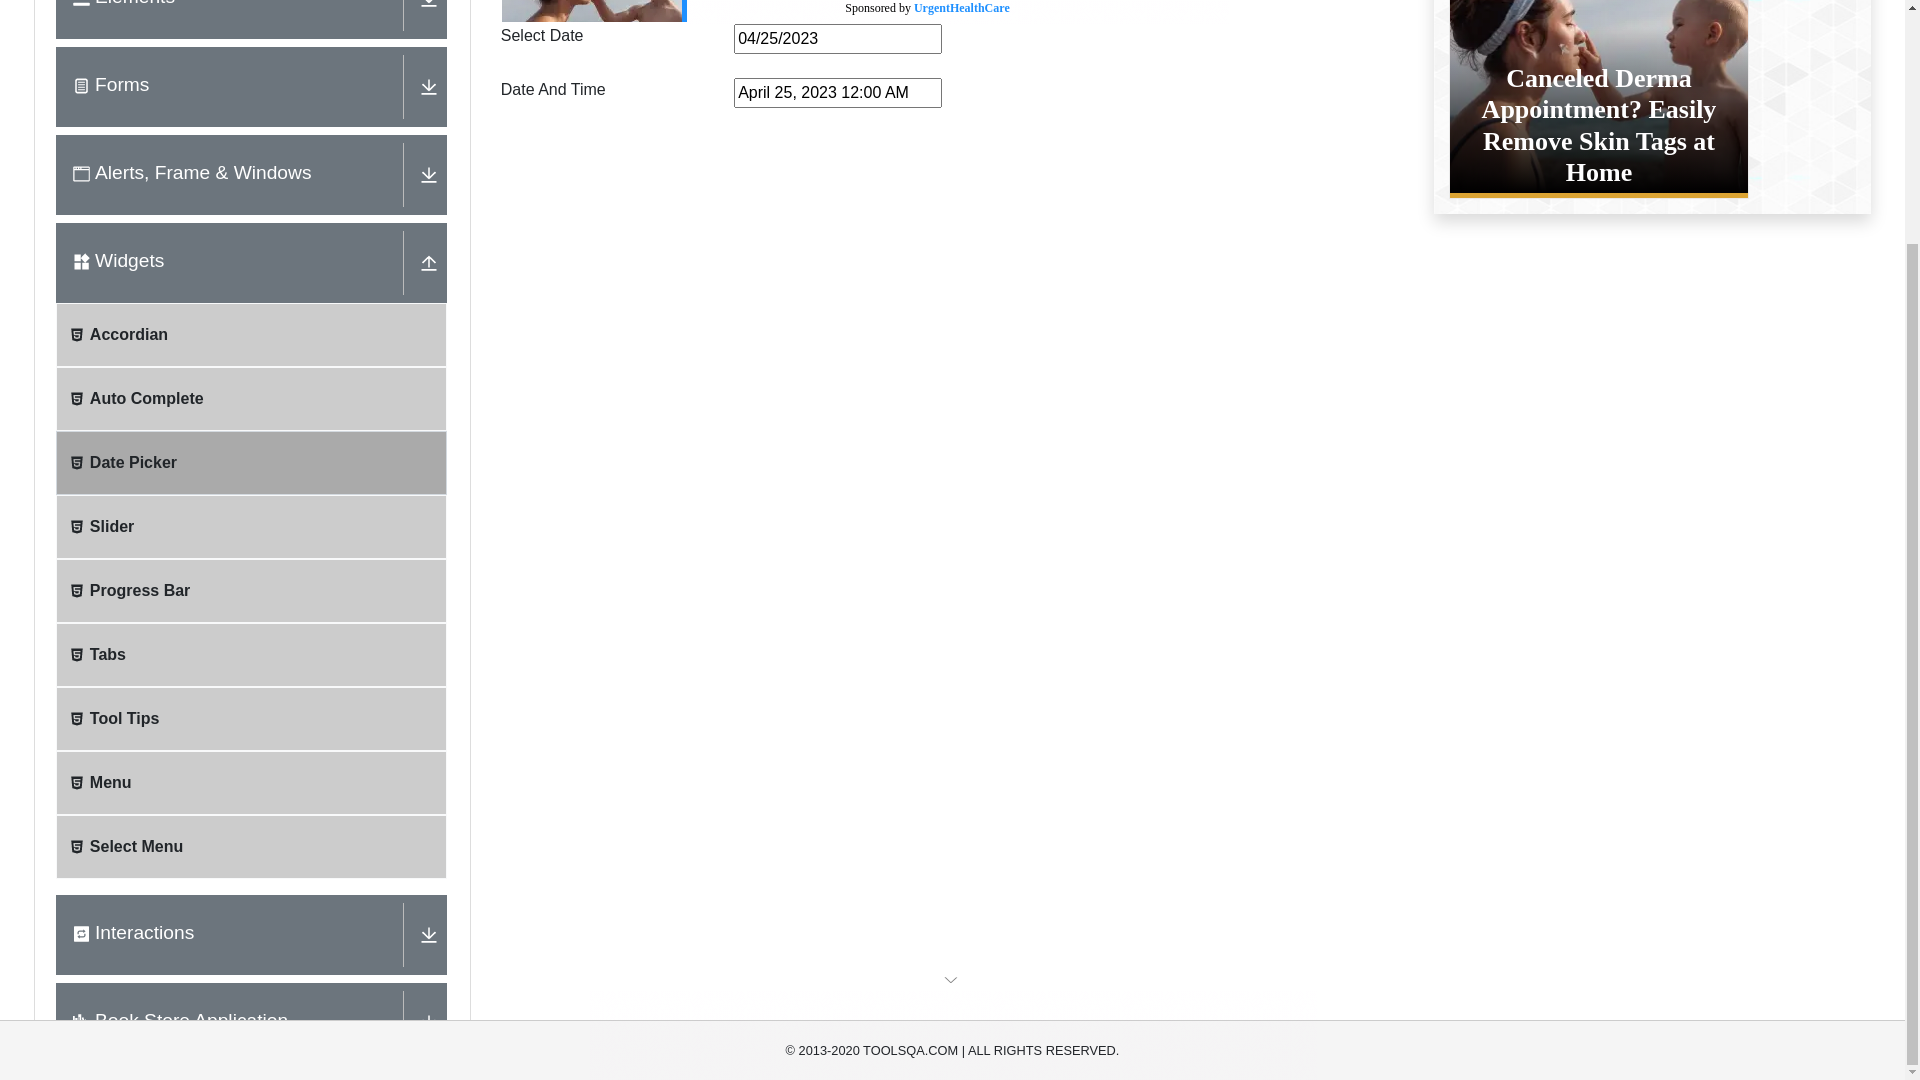 Elements
Forms
Alerts, Frame & Windows
Widgets
Accordian
Auto Complete
Date Picker
Slider
Progress Bar
Tabs
Tool Tips
Menu
Select Menu
Interactions
Book Store Application
Sponsored by UrgentHealthCare
Select Date
04/25/2023
Date And Time
April 25, 2023 12:00 AM
Canceled Derma
Appointment? Easily
Remove Skin Tags at
Home
© 2013-2020 TOOLSQA.COM | ALL RIGHTS RESERVED.